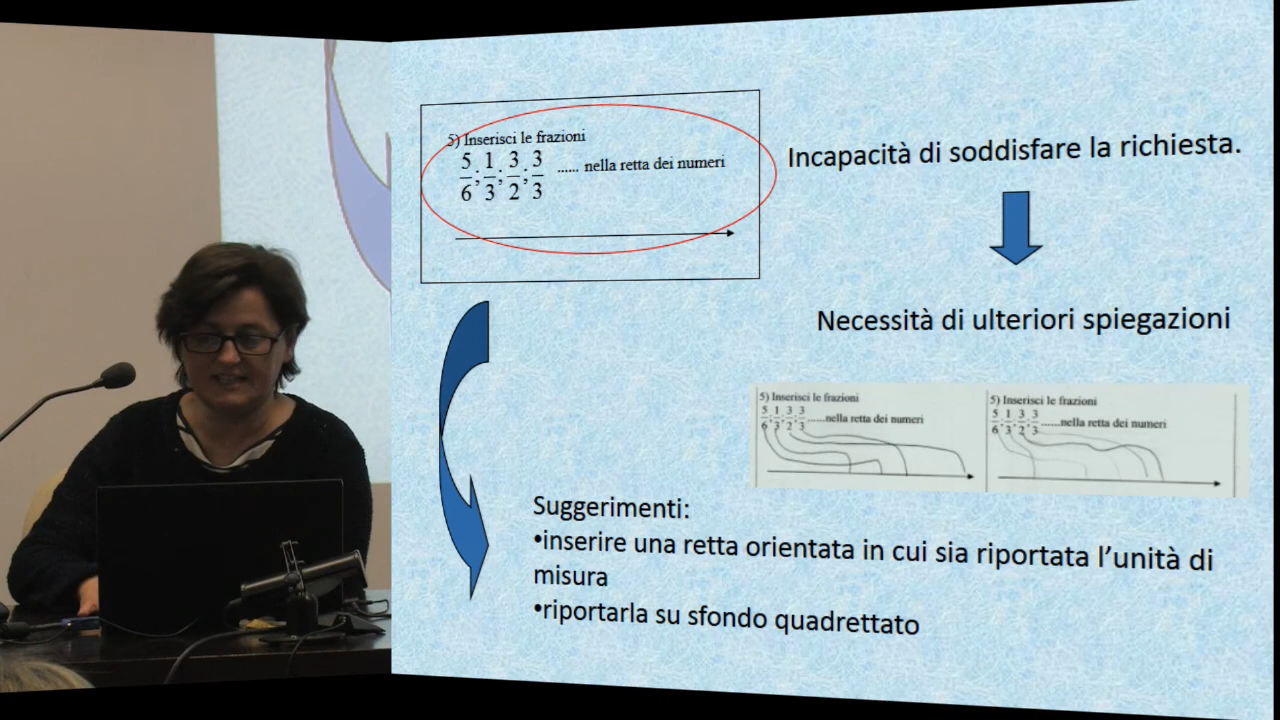 5) Inserisci le frazioni
5/6 ; 1/3 ; 3/2 ; 3/3 ...... nella retta dei numeri
Incapacità di soddisfare la richiesta.
Necessità di ulteriori spiegazioni
5) Inserisci le frazioni
5/6 ; 1/3 ; 3/2 ; 3/3 ......nella retta dei numeri
5) Inserisci le frazioni
5/6 ; 1/3 ; 3/2 ; 3/3 ......nella retta dei numeri
Suggerimenti:
•inserire una retta orientata in cui sia riportata l’unità di
misura
•riportarla su sfondo quadrettato